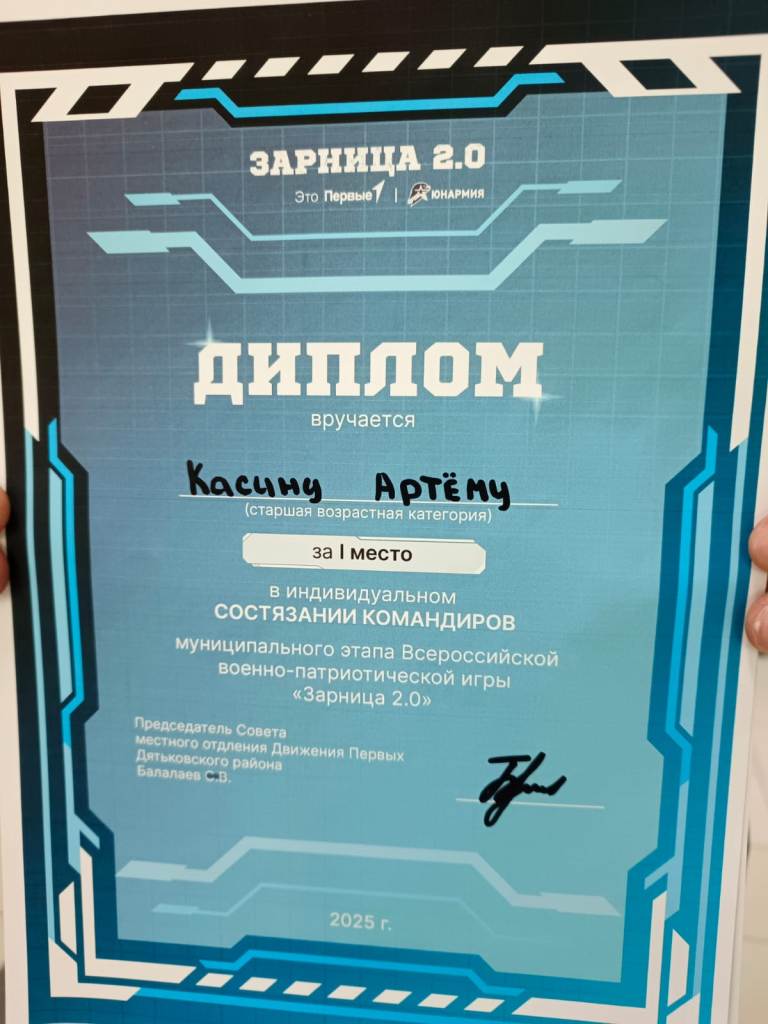 ЗАРНИЦА 2.0
Это Первые | ЮНАРМИЯ
ДИПЛОМ
вручается
Касину Артёму
(старшая возрастная категория)
за I место
в индивидуальном
СОСТЯЗАНИИ КОМАНДИРОВ
муниципального этапа Всероссийской
военно-патриотической игры
«Зарница 2.0»
Председатель Совета
местного отделения Движения Первых
Дятьковского района
Балалаев В.
2025 г.